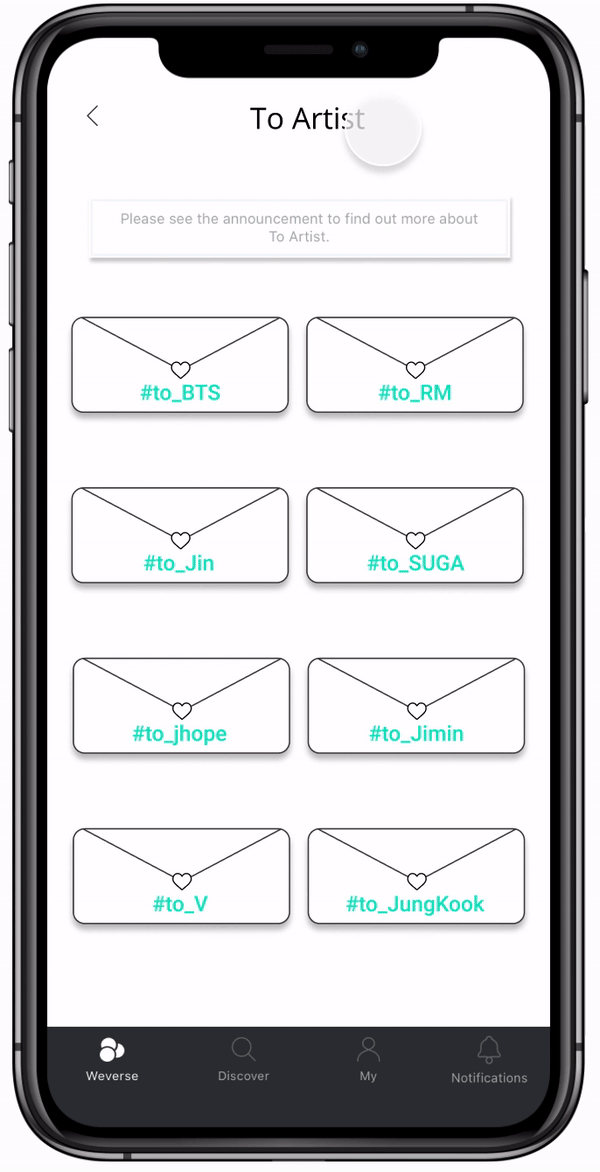 To Artist
Please see the announcement to find out more about
To Artist.
#to_BTS
#to_RM
#to_Jin
#to_SUGA
#to_jhope
#to_Jimin
#to_V
#to_JungKook
Weverse
Discover
My
Notifications